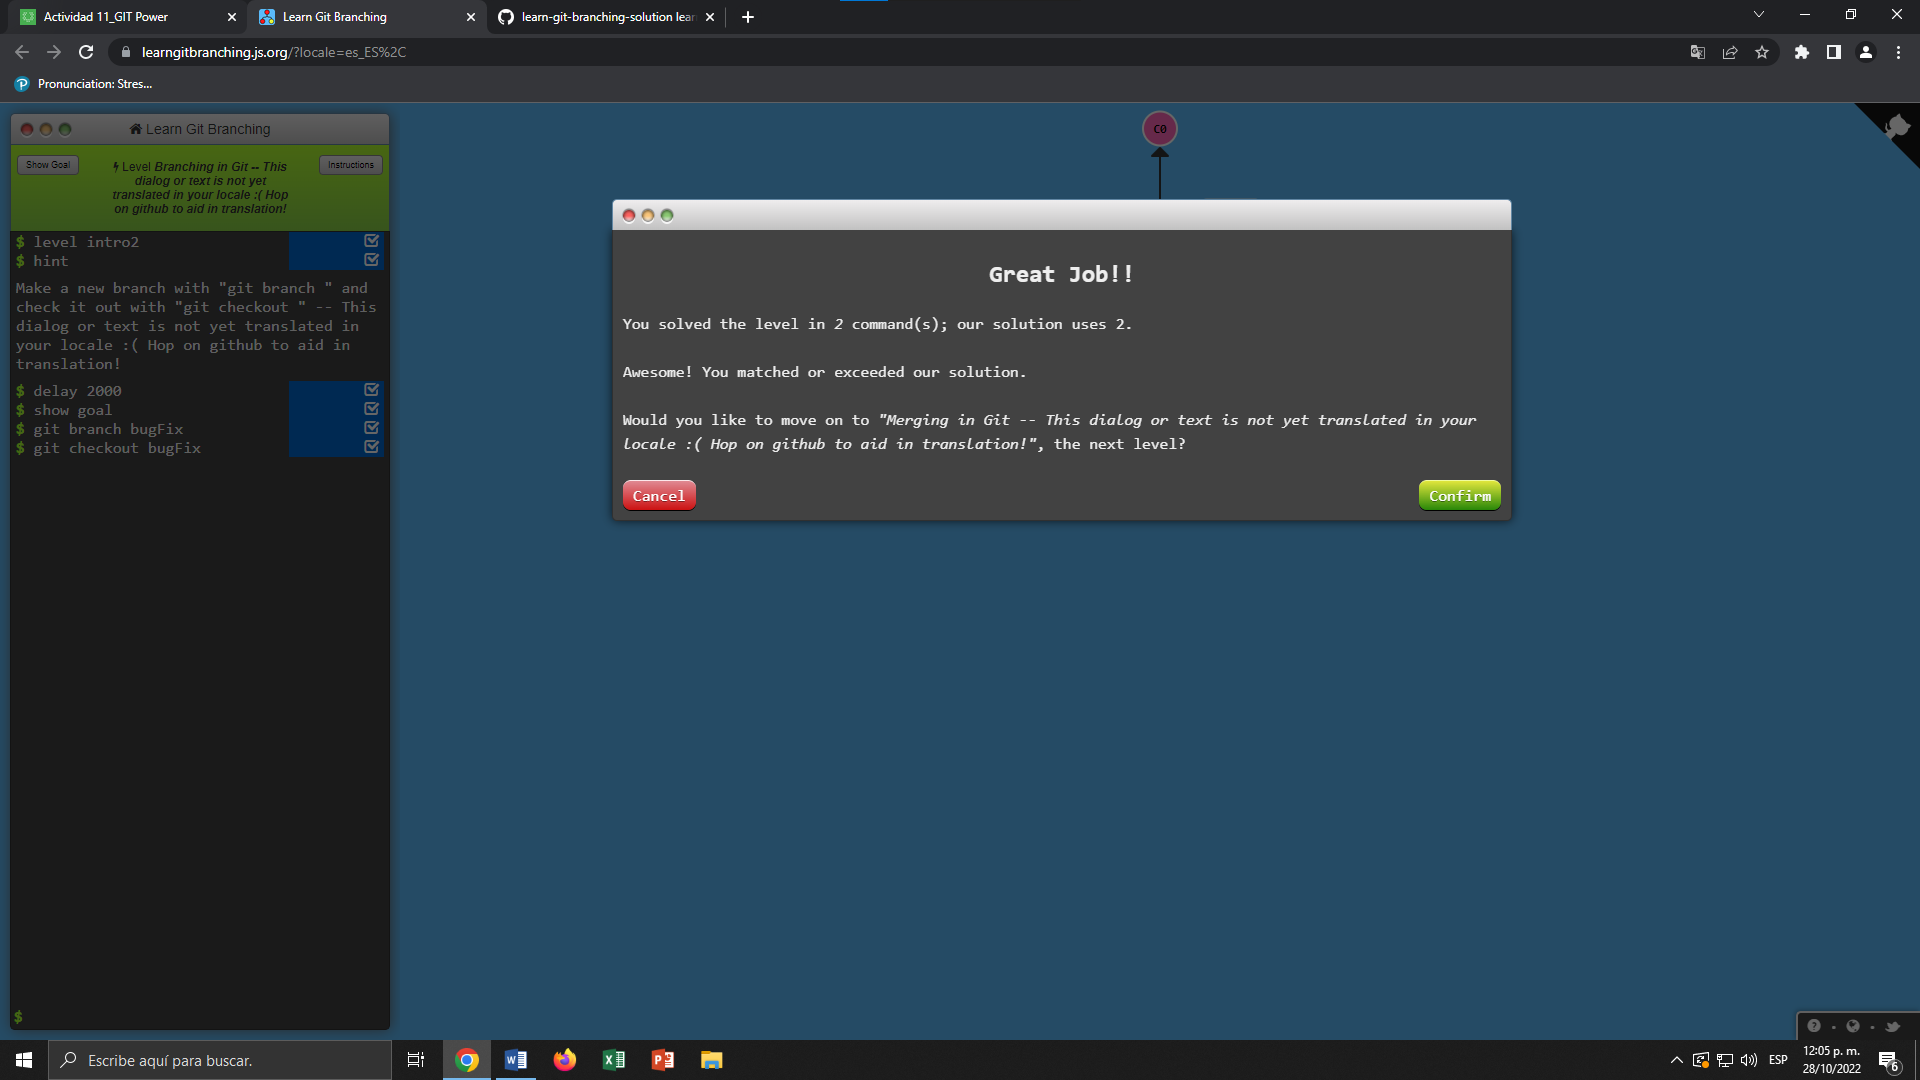 Actividad 11_GIT Power
Learn Git Branching
learn-git-branching-solution lear
learngitbranching.js.org/?locale=es_ES%2C
Pronunciation: Stres...
Learn Git Branching
Show Goal
Level Branching in Git -- This
dialog or text is not yet
translated in your locale :( Hop
on github to aid in translation!
Instructions
$ level intro2
$ hint
Make a new branch with "git branch " and
check it out with "git checkout " -- This
dialog or text is not yet translated in
your locale :( Hop on github to aid in
translation!
$ delay 2000
$ show goal
$ git branch bugFix
$ git checkout bugFix
$
C0
Great Job!!
You solved the level in 2 command(s); our solution uses 2.
Awesome! You matched or exceeded our solution.
Would you like to move on to "Merging in Git -- This dialog or text is not yet translated in your
locale :( Hop on github to aid in translation!", the next level?
Cancel
Confirm
Escribe aquí para buscar.
ESP
12:05 p. m.
28/10/2022
6